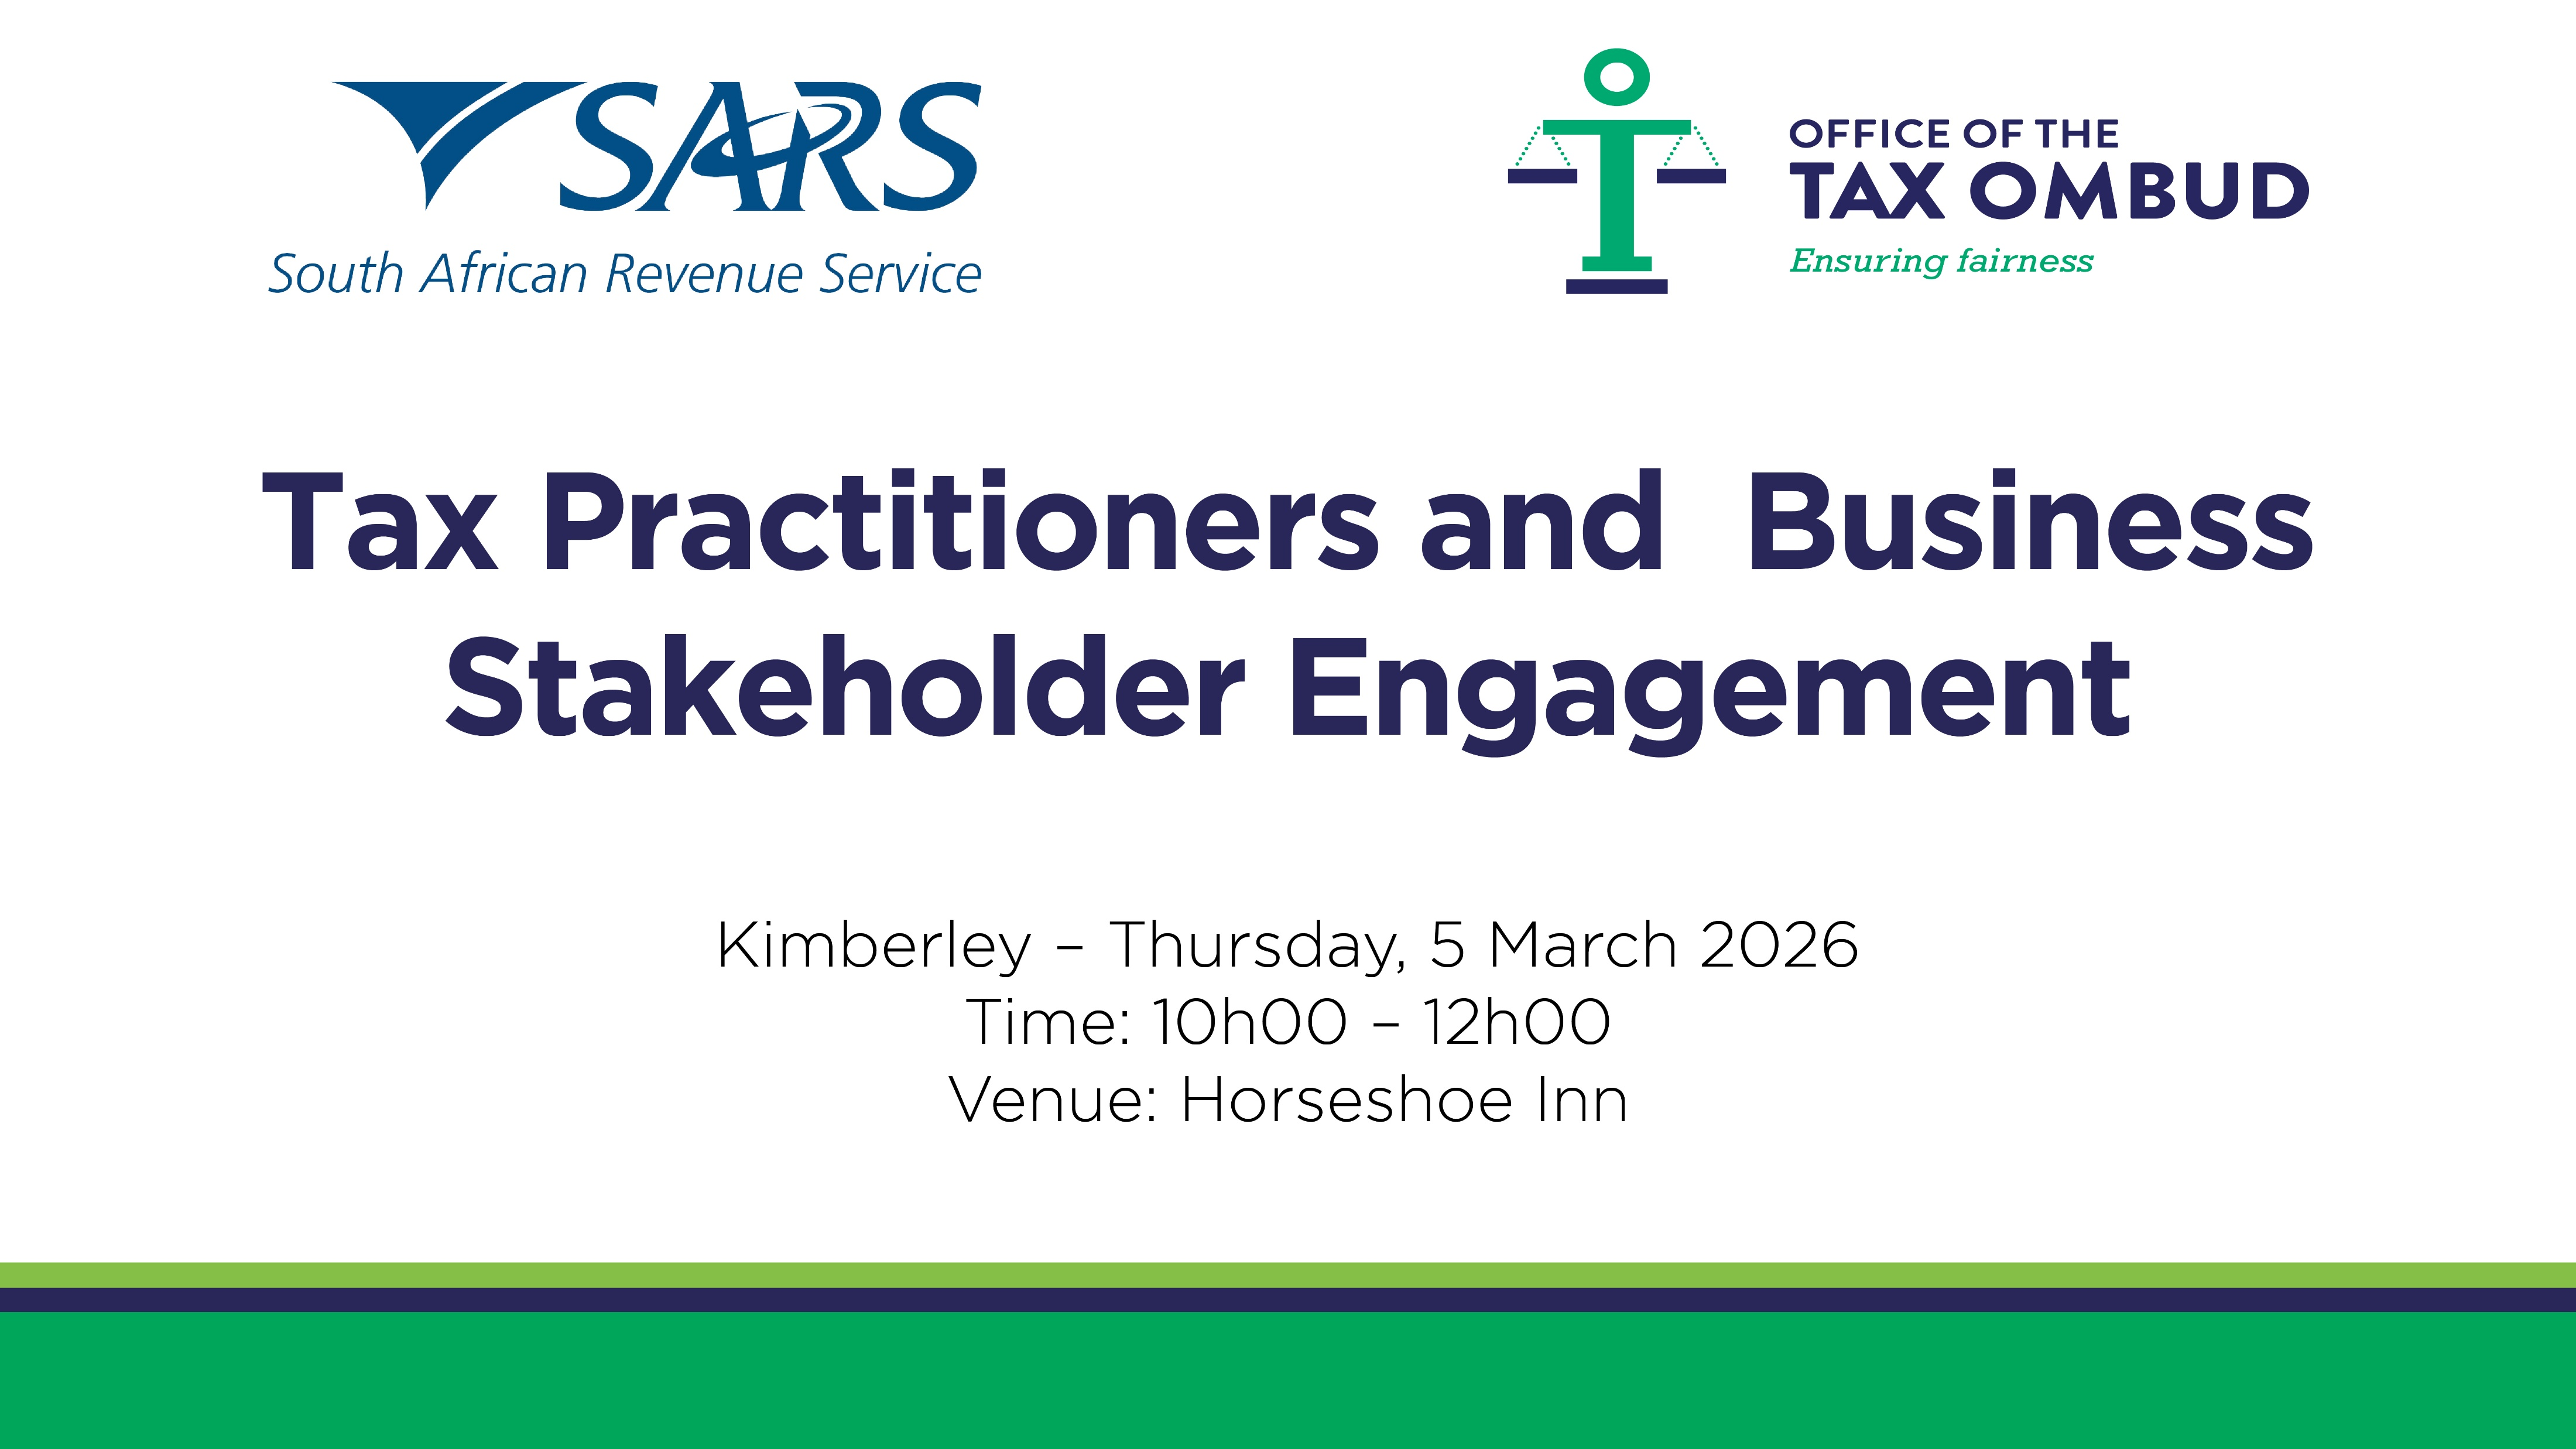 SARS
South African Revenue Service
OFFICE OF THE
TAX OMBUD
Ensuring fairness
Tax Practitioners and  Business
Stakeholder Engagement
Kimberley – Thursday, 5 March 2026
Time: 10h00 – 12h00
Venue: Horseshoe Inn